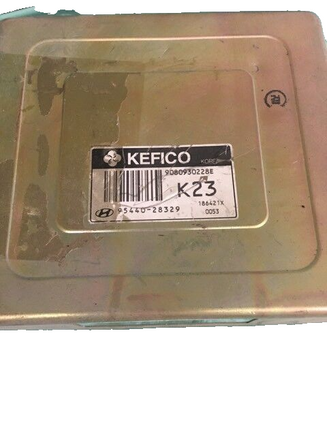 KEFICO KOREA
9080930228E
K23
186421X
95440-28329
0053